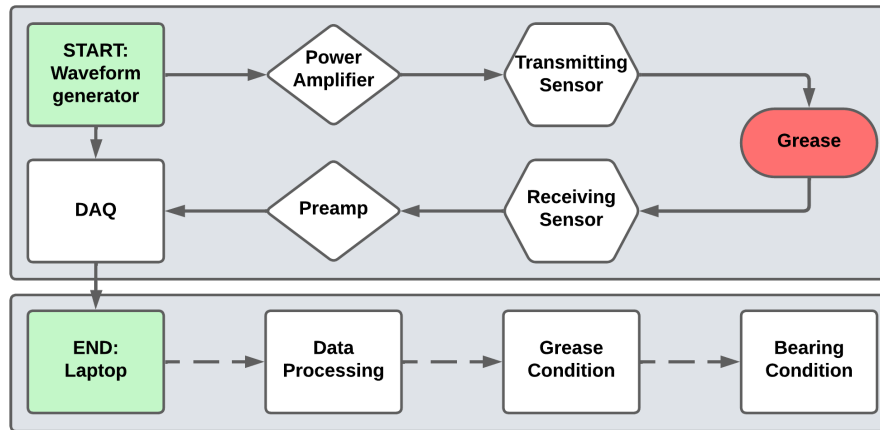 START:
Waveform
generator
Power
Amplifier
Transmitting
Sensor
Grease
DAQ
Preamp
Receiving
Sensor
END:
Laptop
Data
Processing
Grease
Condition
Bearing
Condition